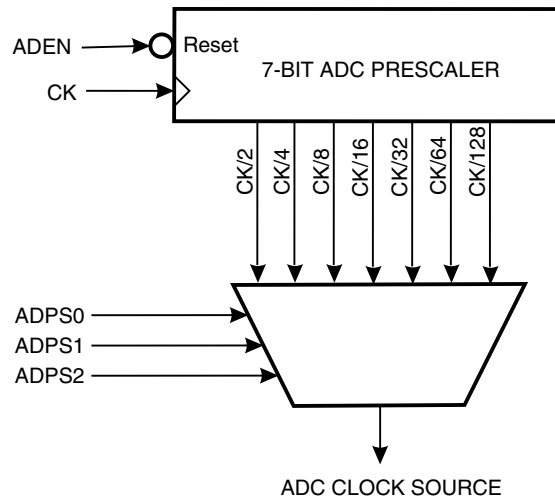 ADEN
Reset
7-BIT ADC PRESCALER
CK
CK/2
CK/4
CK/8
CK/16
CK/32
CK/64
CK/128
ADPS0
ADPS1
ADPS2
ADC CLOCK SOURCE